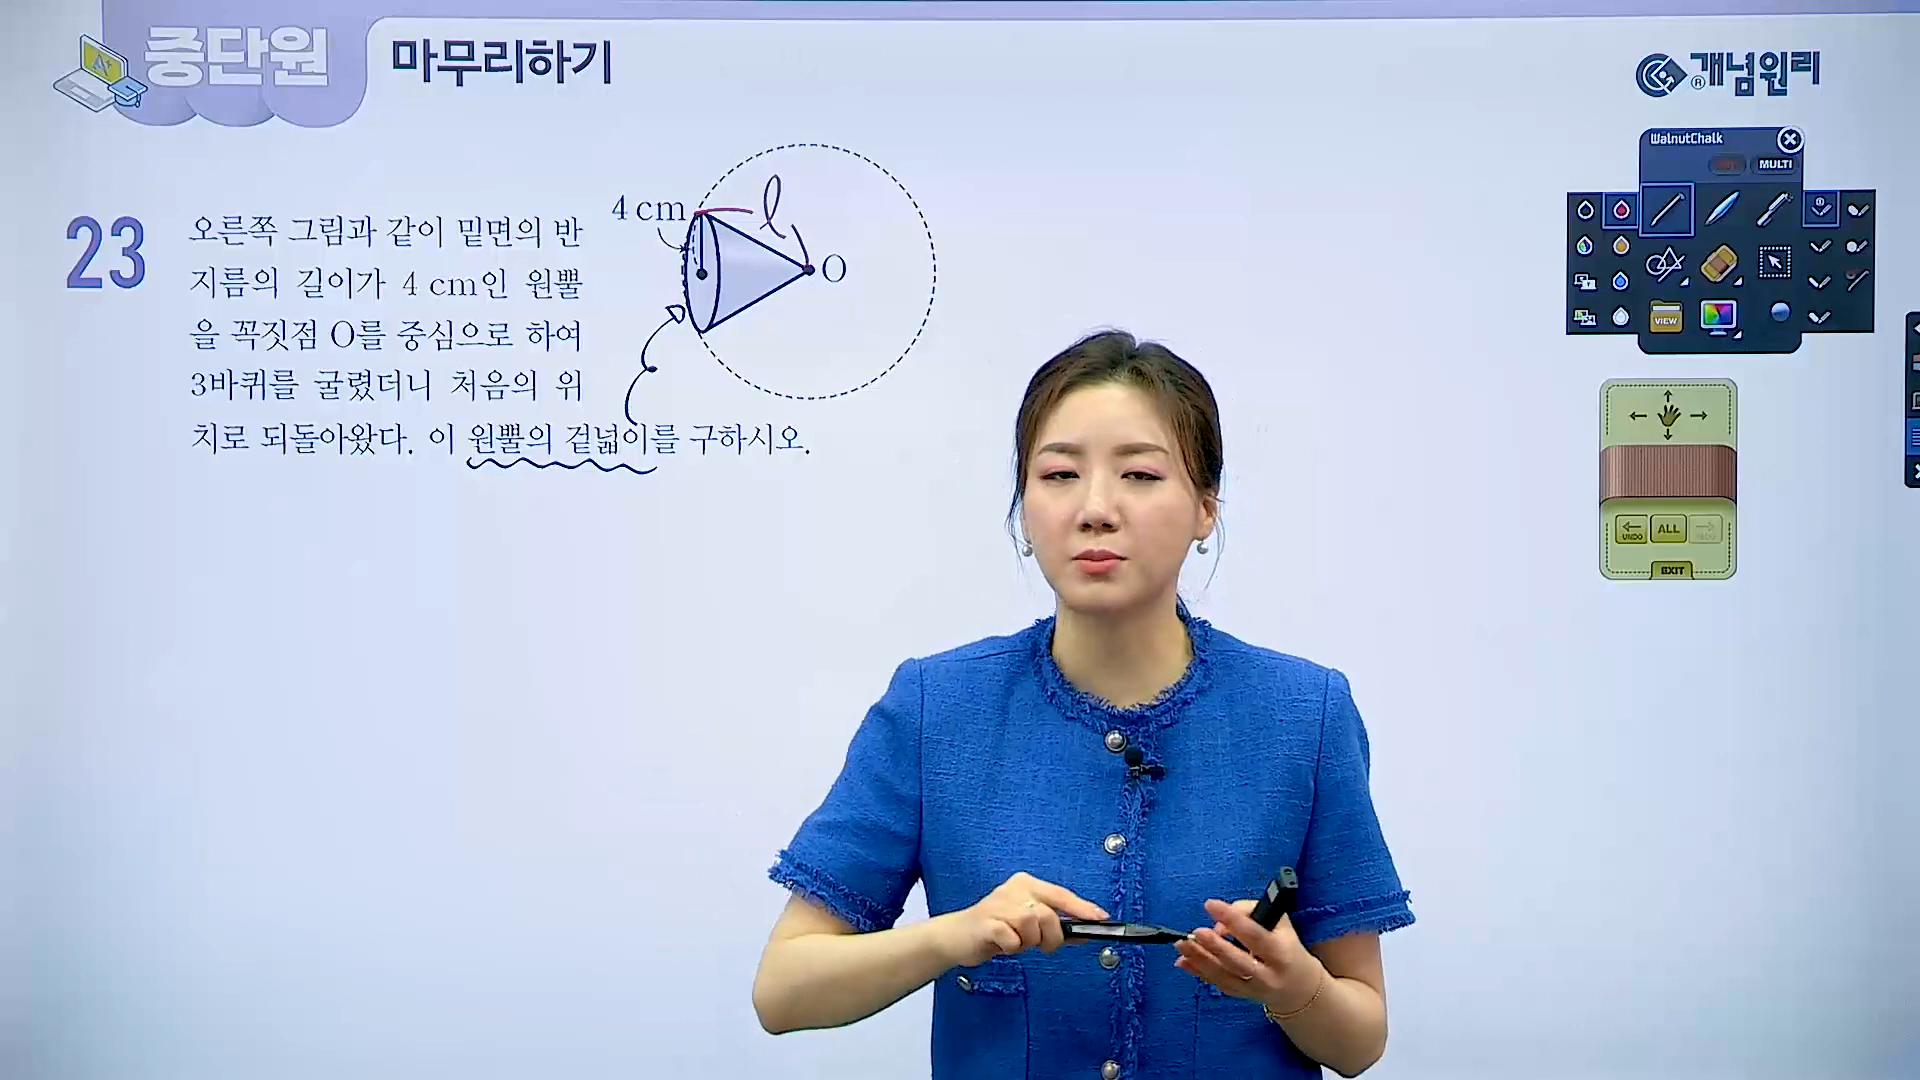 중단원
마무리하기
개념원리
WalnutChalk
MULTI
23
오른쪽 그림과 같이 밑면의 반
지름의 길이가 4 cm인 원뿔
을 꼭짓점 O를 중심으로 하여
3바퀴를 굴렸더니 처음의 위
치로 되돌아왔다. 이 원뿔의 겉넓이를 구하시오.
4 cm
l
O
VIEW
UNDO
ALL
EXIT